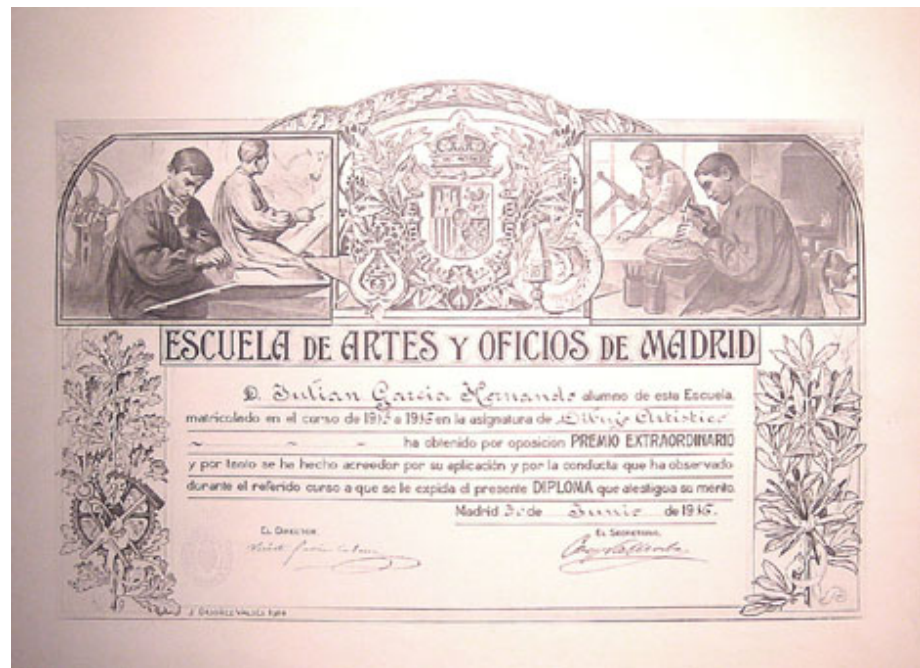 ESCUELA DE ARTES Y OFICIOS DE MADRID
D. Julian Garcia Hernando alumno de esta Escuela,
matriculado en el curso de 1915 a 1916 en la asignatura de Dibujo Artistico
ha obtenido por oposición PREMIO EXTRAORDINARIO
y por tanto se ha hecho acreedor por su aplicación y por la conducta que ha observado
durante el referido curso a que se le expida el presente DIPLOMA que atestigua su mérito.
Madrid 30 de Junio de 1916.
EL DIRECTOR
EL SECRETARIO,